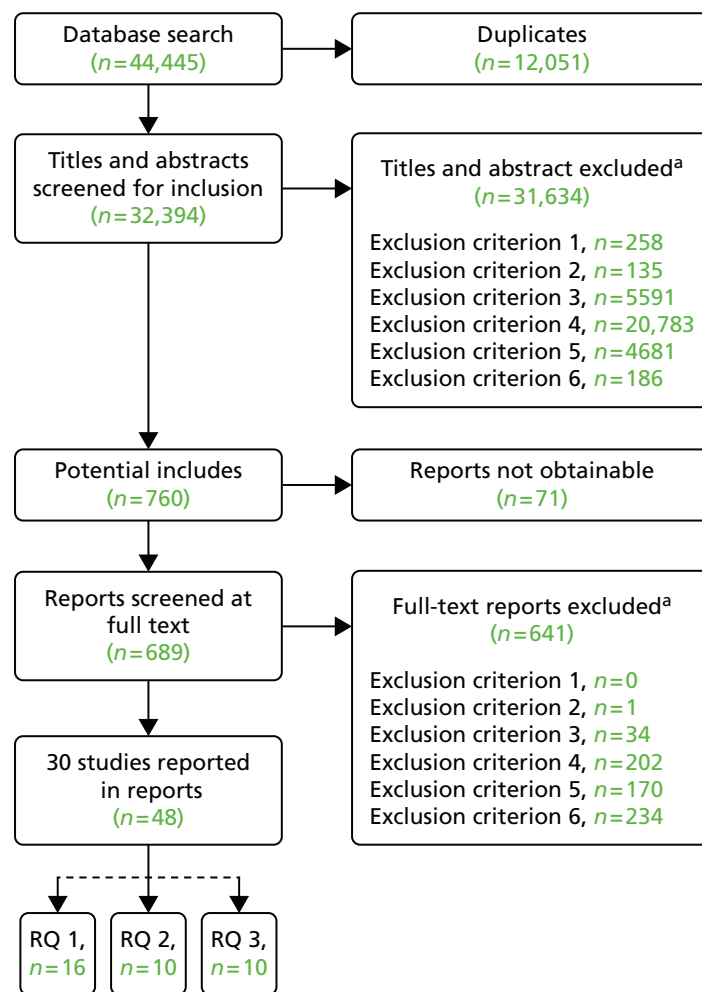 Database search
(n=44,445)
Duplicates
(n=12,051)
Titles and abstracts
screened for inclusion
(n=32,394)
Titles and abstract excludedᵃ
(n=31,634)
Exclusion criterion 1, n=258
Exclusion criterion 2, n=135
Exclusion criterion 3, n=5591
Exclusion criterion 4, n=20,783
Exclusion criterion 5, n=4681
Exclusion criterion 6, n=186
Potential includes
(n=760)
Reports not obtainable
(n=71)
Reports screened at
full text
(n=689)
Full-text reports excludedᵃ
(n=641)
Exclusion criterion 1, n=0
Exclusion criterion 2, n=1
Exclusion criterion 3, n=34
Exclusion criterion 4, n=202
Exclusion criterion 5, n=170
Exclusion criterion 6, n=234
30 studies reported
in reports
(n=48)
RQ 1,
n=16
RQ 2,
n=10
RQ 3,
n=10